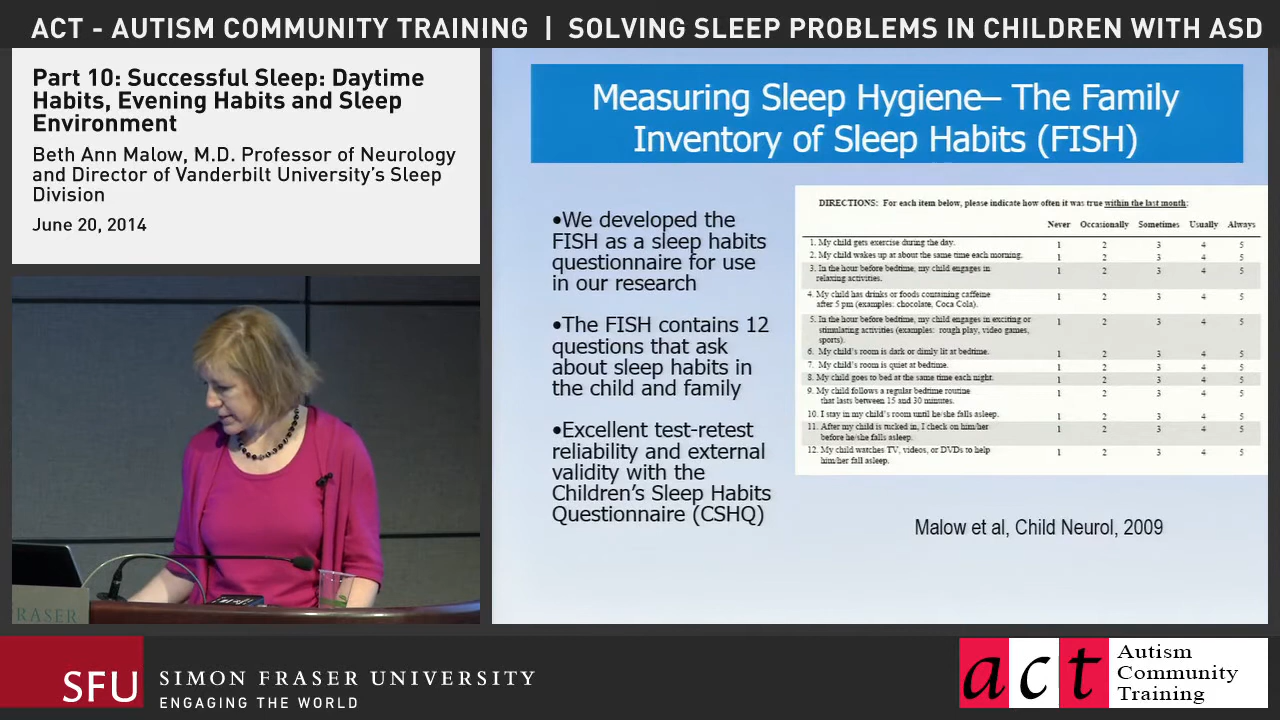 ACT - AUTISM COMMUNITY TRAINING | SOLVING SLEEP PROBLEMS IN CHILDREN WITH ASD
Part 10: Successful Sleep: Daytime
Habits, Evening Habits and Sleep
Environment
Beth Ann Malow, M.D. Professor of Neurology
and Director of Vanderbilt University's Sleep
Division
June 20, 2014
Measuring Sleep Hygiene– The Family
Inventory of Sleep Habits (FISH)
•We developed the
FISH as a sleep habits
questionnaire for use
in our research
•The FISH contains 12
questions that ask
about sleep habits in
the child and family
•Excellent test-retest
reliability and external
validity with the
Children's Sleep Habits
Questionnaire (CSHQ)
DIRECTIONS: For each item below, please indicate how often it was true within the last month:
Never Occasionally Sometimes Usually Always
1. My child gets exercise during the day. 1 2 3 4 5
2. My child wakes up at about the same time each morning. 1 2 3 4 5
3. In the hour before bedtime, my child engages in 1 2 3 4 5
relaxing activities.
4. My child has drinks or foods containing caffeine 1 2 3 4 5
after 5 pm (examples: chocolate, Coca Cola).
5. In the hour before bedtime, my child engages in exciting or 1 2 3 4 5
stimulating activities (examples: rough play, video games,
sports).
6. My child's room is dark or dimly lit at bedtime. 1 2 3 4 5
7. My child's room is quiet at bedtime. 1 2 3 4 5
8. My child goes to bed at the same time each night. 1 2 3 4 5
9. My child follows a regular bedtime routine 1 2 3 4 5
that lasts between 15 and 30 minutes.
10. I stay in my child's room until he/she falls asleep. 1 2 3 4 5
11. After my child is tucked in, I check on him/her 1 2 3 4 5
before he/she falls asleep.
12. My child watches TV, videos, or DVDs to help 1 2 3 4 5
him/her fall asleep.
Malow et al, Child Neurol, 2009
FRASER
SFU
SIMON FRASER UNIVERSITY
ENGAGING THE WORLD
act
Autism
Community
Training